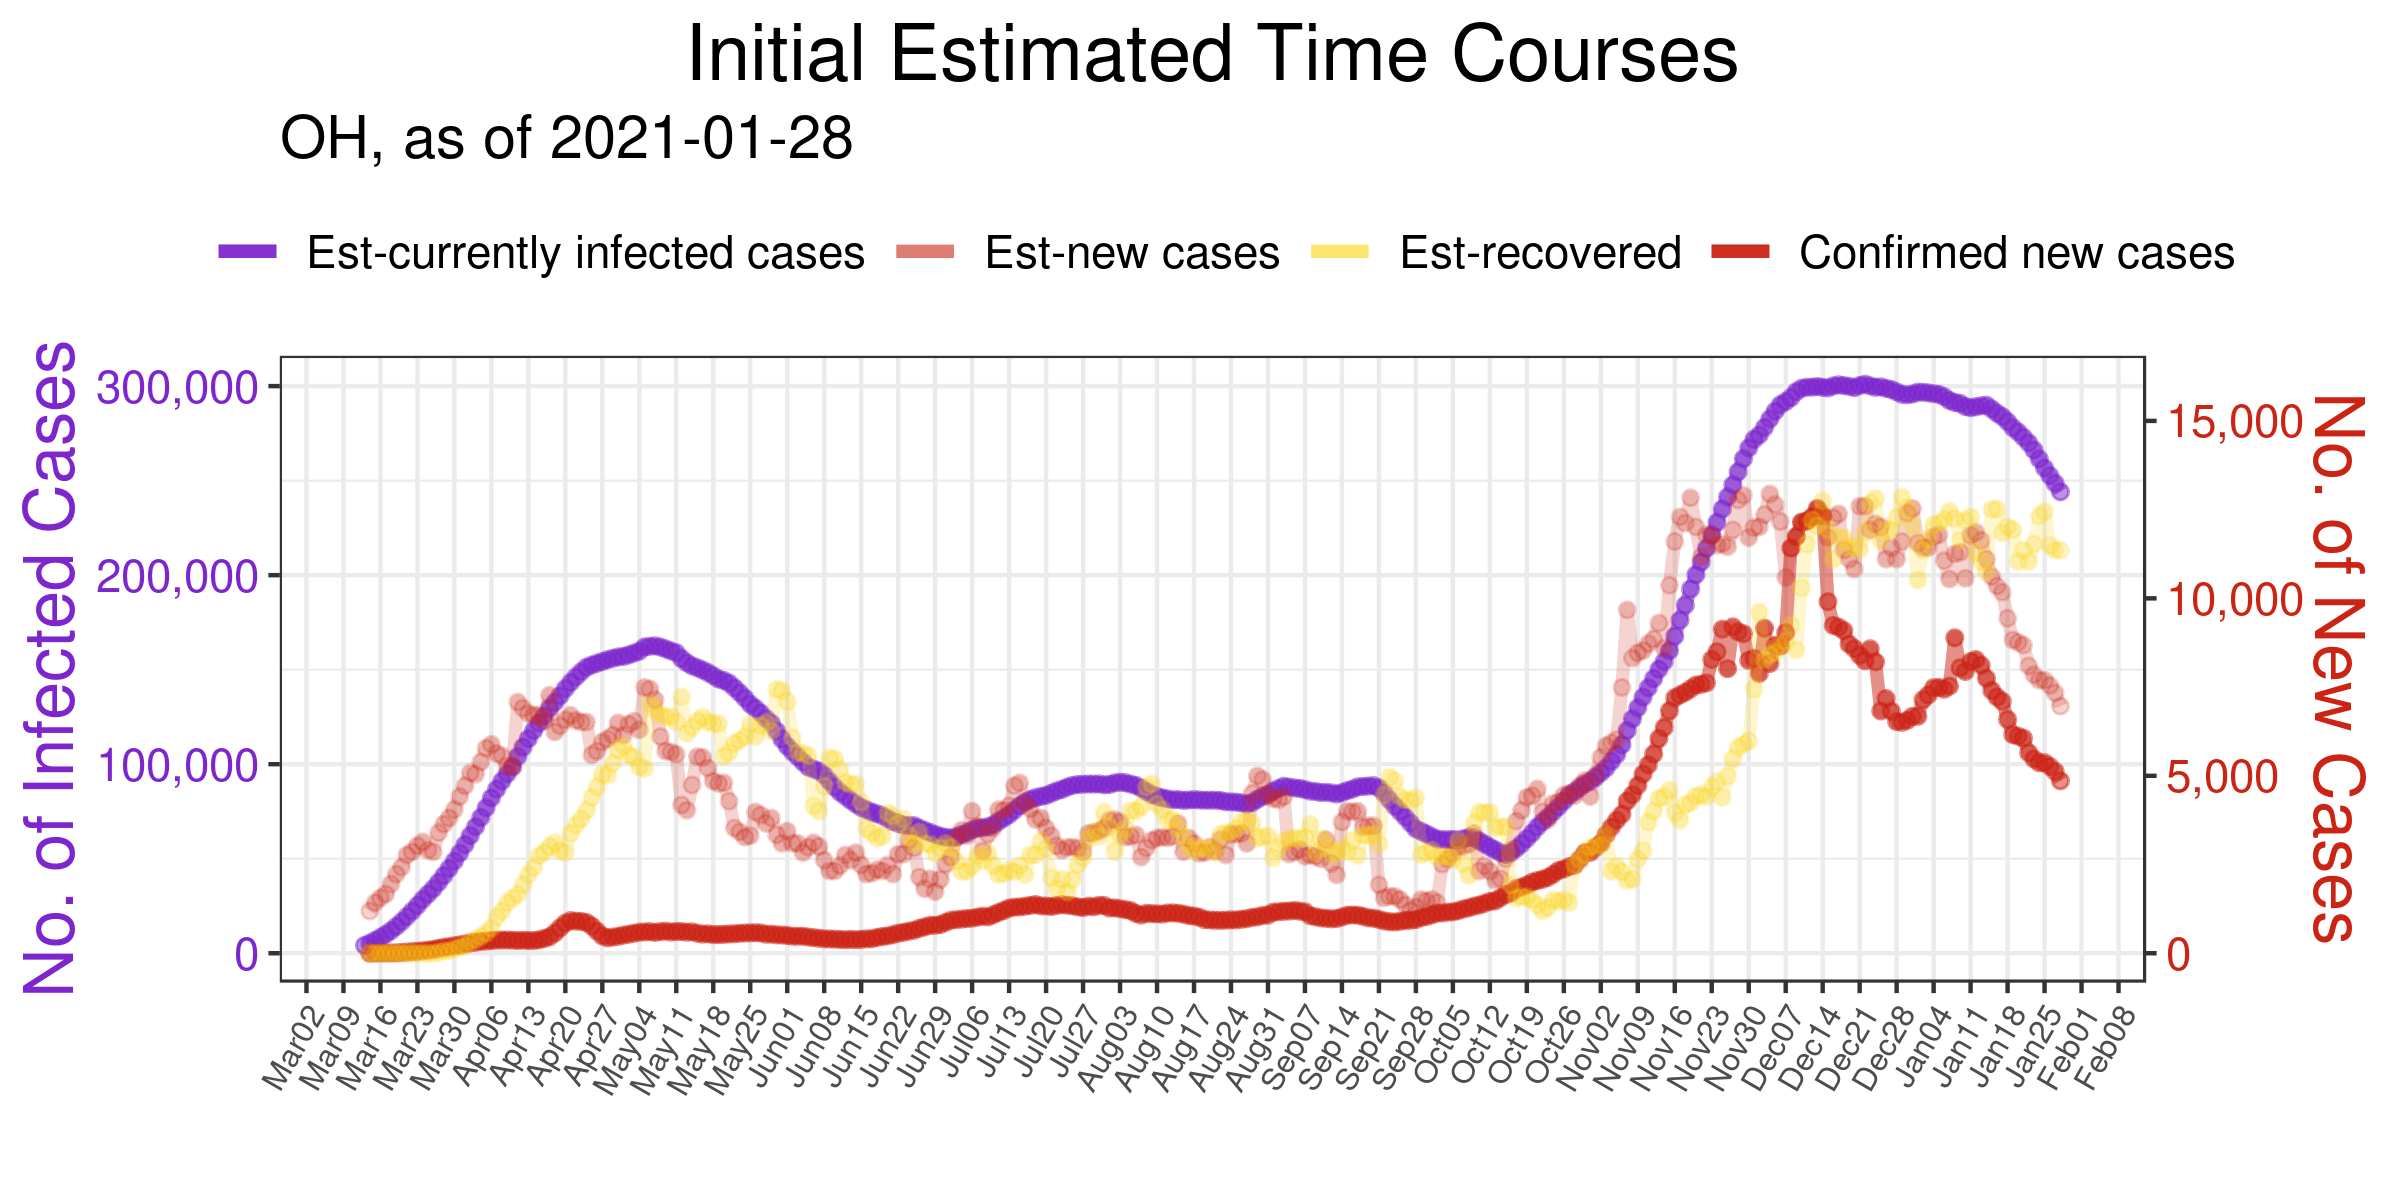 Initial Estimated Time Courses
OH, as of 2021-01-28
Est-currently infected cases
Est-new cases
Est-recovered
Confirmed new cases
No. of Infected Cases
300,000
200,000
100,000
0
15,000
10,000
5,000
0
No. of New Cases
Mar02
Mar09
Mar16
Mar23
Mar30
Apr06
Apr13
Apr20
Apr27
May04
May11
May18
May25
Jun01
Jun08
Jun15
Jun22
Jun29
Jul06
Jul13
Jul20
Jul27
Aug03
Aug10
Aug17
Aug24
Aug31
Sep07
Sep14
Sep21
Sep28
Oct05
Oct12
Oct19
Oct26
Nov02
Nov09
Nov16
Nov23
Nov30
Dec07
Dec14
Dec21
Dec28
Jan04
Jan11
Jan18
Jan25
Feb01
Feb08